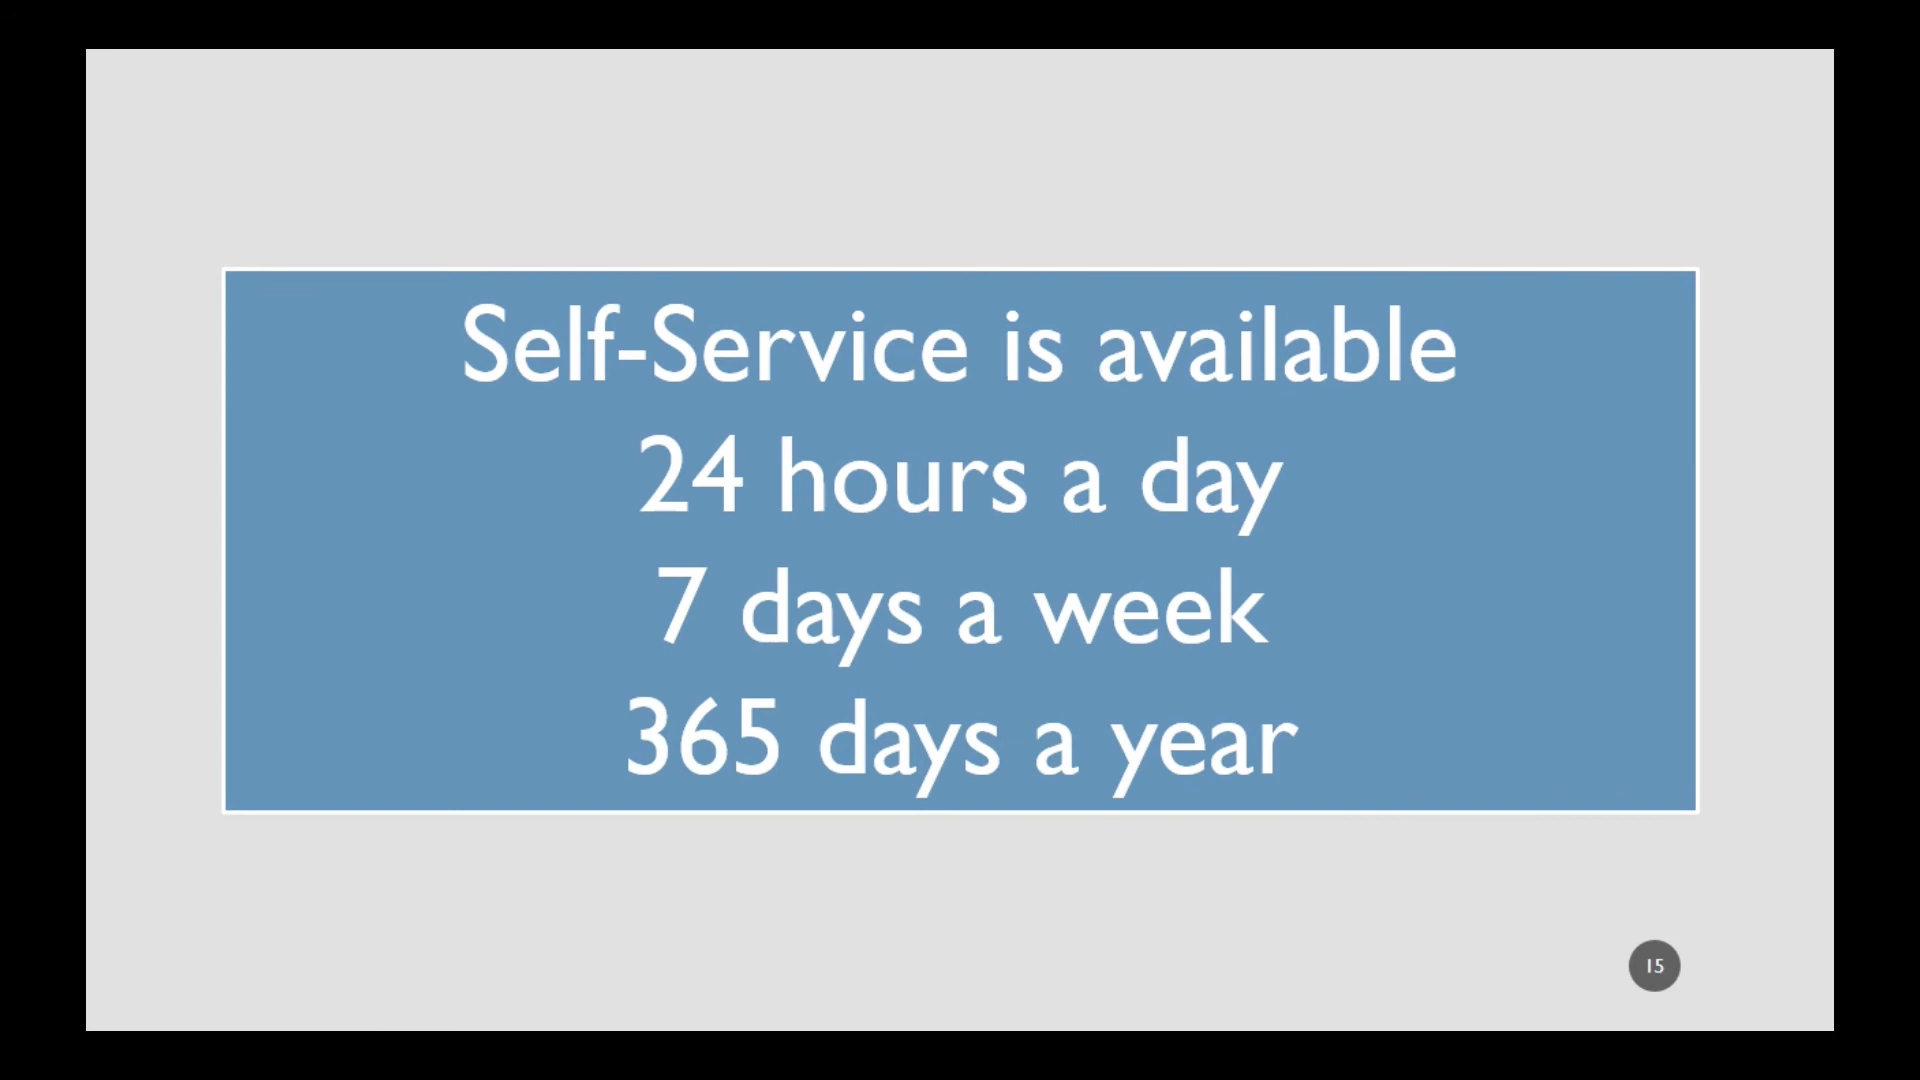 Self-Service is available
24 hours a day
7 days a week
365 days a year
15